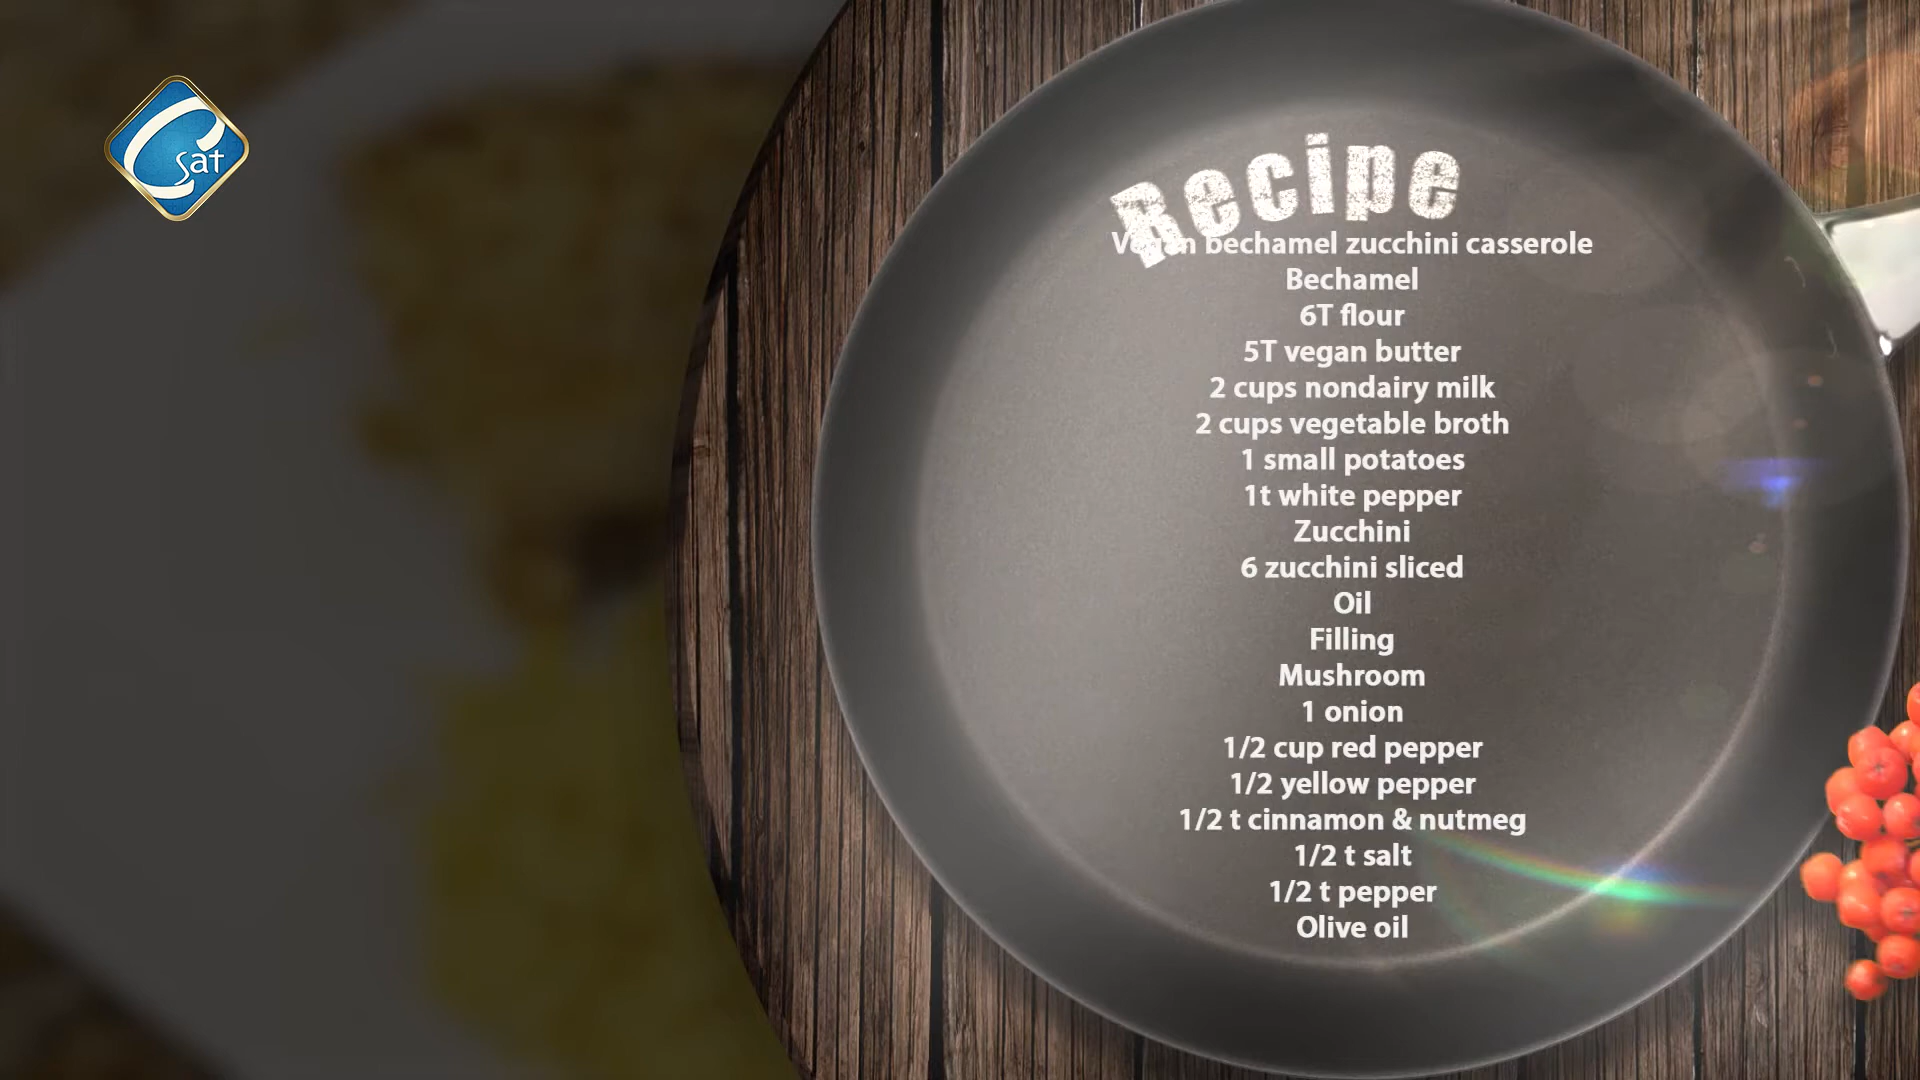 C Sat
Recipe
Vegan bechamel zucchini casserole
Bechamel
6T flour
5T vegan butter
2 cups nondairy milk
2 cups vegetable broth
1 small potatoes
1t white pepper
Zucchini
6 zucchini sliced
Oil
Filling
Mushroom
1 onion
1/2 cup red pepper
1/2 yellow pepper
1/2 t cinnamon & nutmeg
1/2 t salt
1/2 t pepper
Olive oil